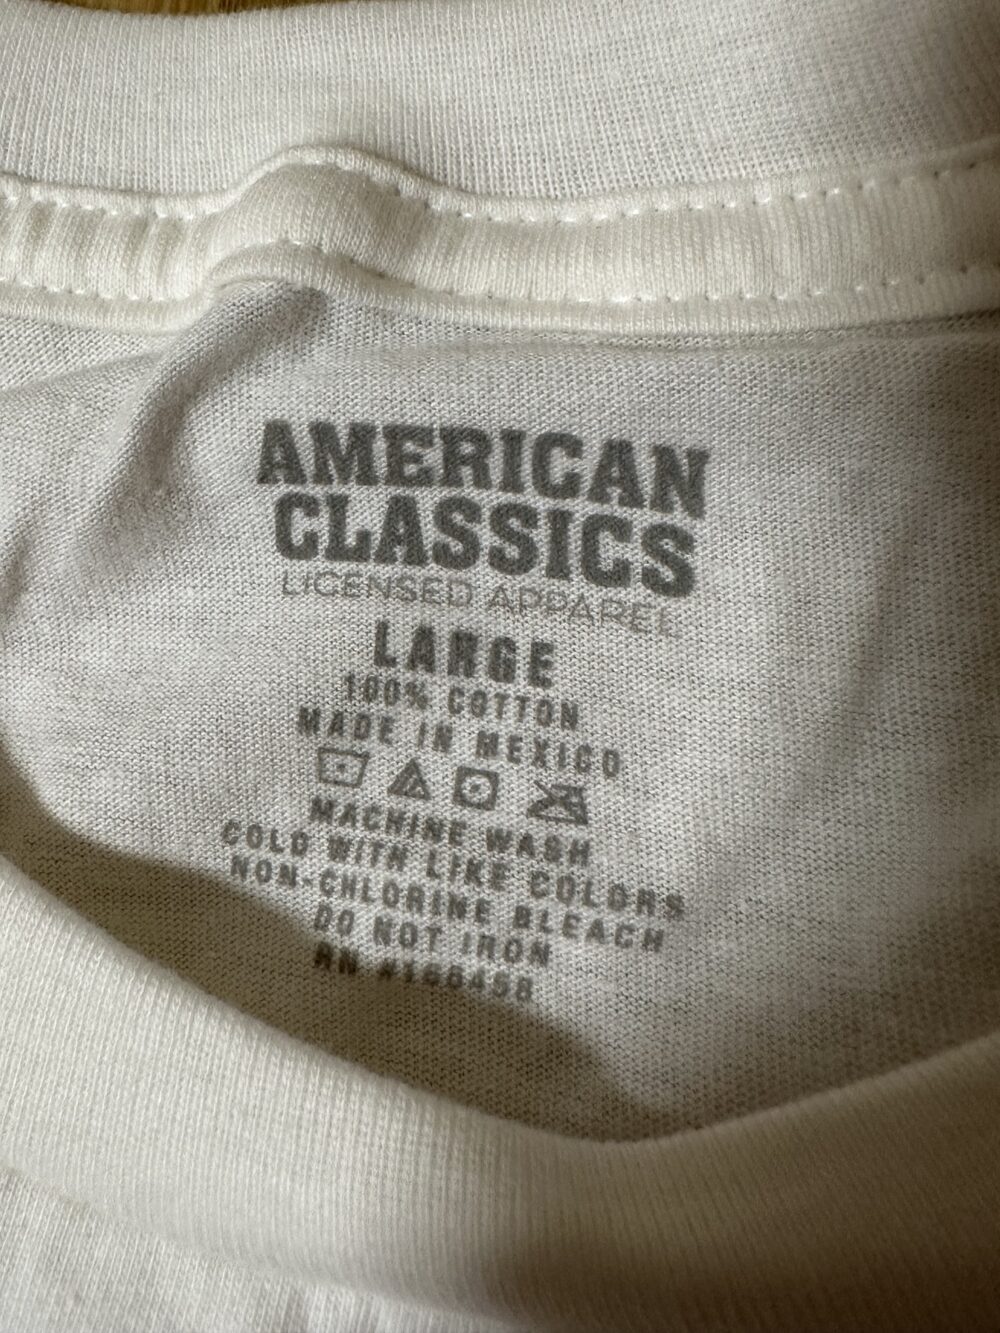 AMERICAN
CLASSICS
LICENSED APPAREL
LARGE
100% COTTON
MADE IN MEXICO
MACHINE WASH
COLD WITH LIKE COLORS
NON-CHLORINE BLEACH
DO NOT IRON
RN